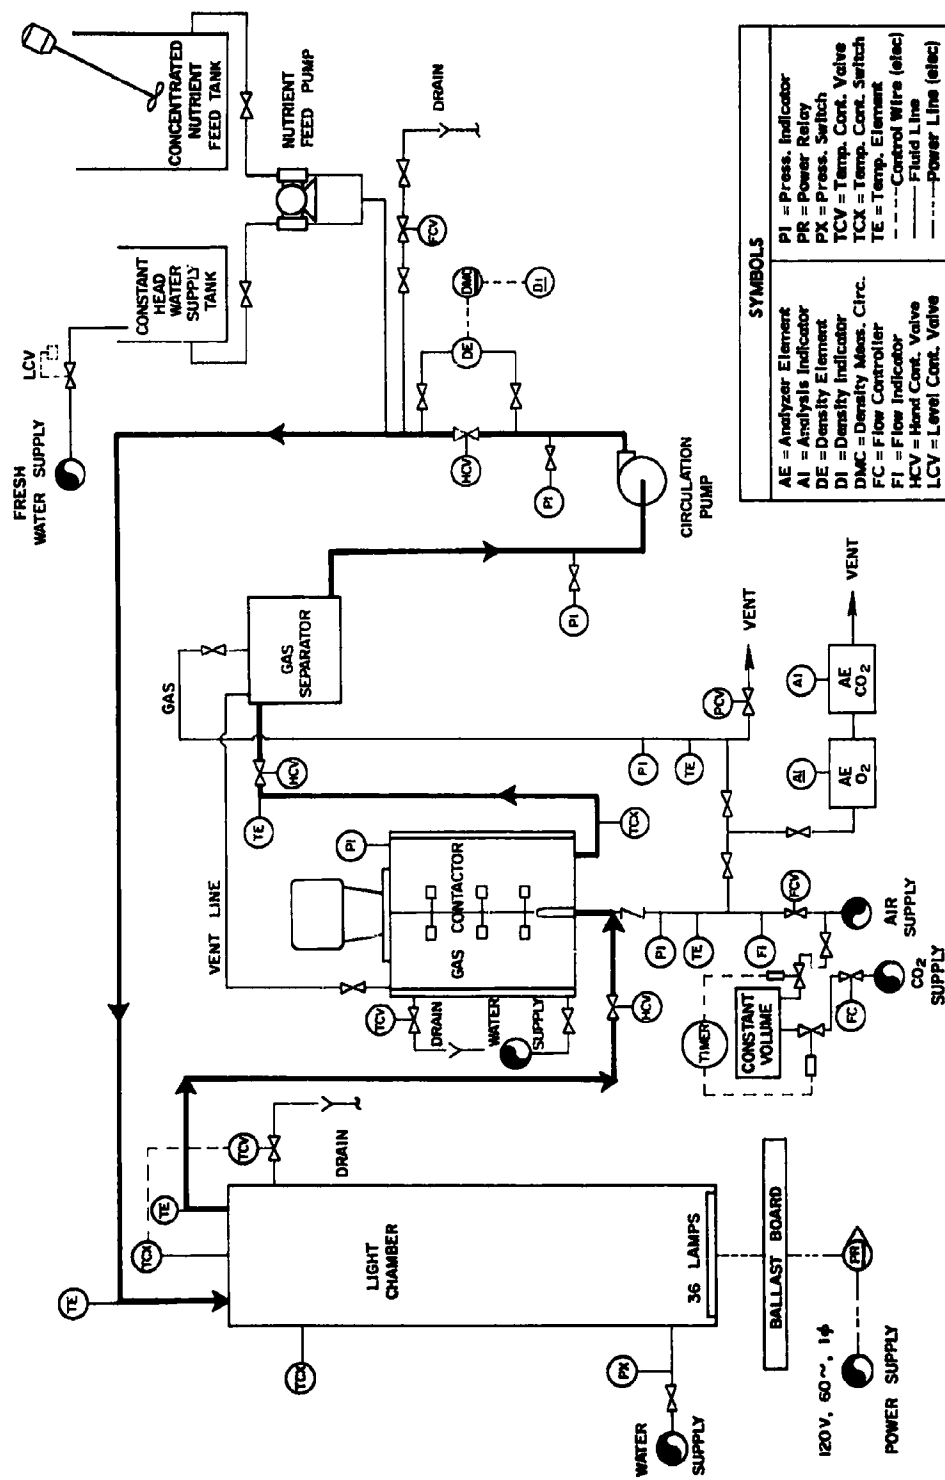 FRESH
WATER SUPPLY
LCV
CONSTANT
HEAD
WATER
SUPPLY
TANK
CONCENTRATED
NUTRIENT
FEED TANK
NUTRIENT
FEED PUMP
DRAIN
FCV
DE
DMC
DI
HCV
PI
CIRCULATION
PUMP
PI
GAS
SEPARATOR
GAS
VENT LINE
HCV
TE
PI
TCX
GAS CONTACTOR
TCV
DRAIN
WATER
SUPPLY
HCV
PI
TE
PCV
VENT
AI
AE
O2
AI
AE
CO2
VENT
PI
TE
FI
FCV
AIR
SUPPLY
CO2
SUPPLY
FC
TIMER
CONSTANT
VOLUME
TE
TCX
TE
TCV
DRAIN
LIGHT
CHAMBER
36 LAMPS
TCX
PX
WATER
SUPPLY
BALLAST BOARD
PR
120V, 60~, 1ϕ
POWER SUPPLY
SYMBOLS
AE = Analyzer Element
AI = Analysis Indicator
DE = Density Element
DI = Density Indicator
DMC = Density Meas. Circ.
FC = Flow Controller
FI = Flow Indicator
HCV = Hand Cont. Valve
LCV = Level Cont. Valve
PI = Press. Indicator
PR = Power Relay
PX = Press. Switch
TCV = Temp. Cont. Valve
TCX = Temp. Cont. Switch
TE = Temp. Element
Control Wire (elec)
Fluid Line
Power Line (elec)